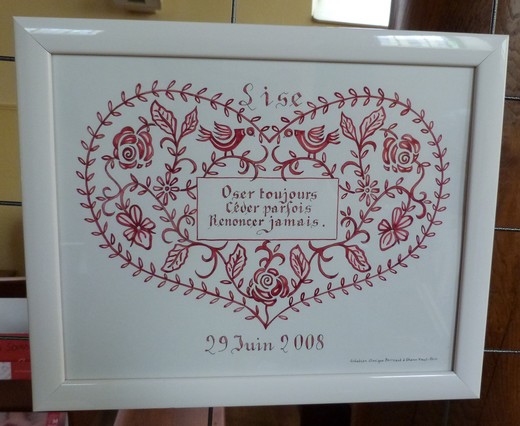 Lise
Oser toujours
Céder parfois
Renoncer jamais.
29 Juin 2008